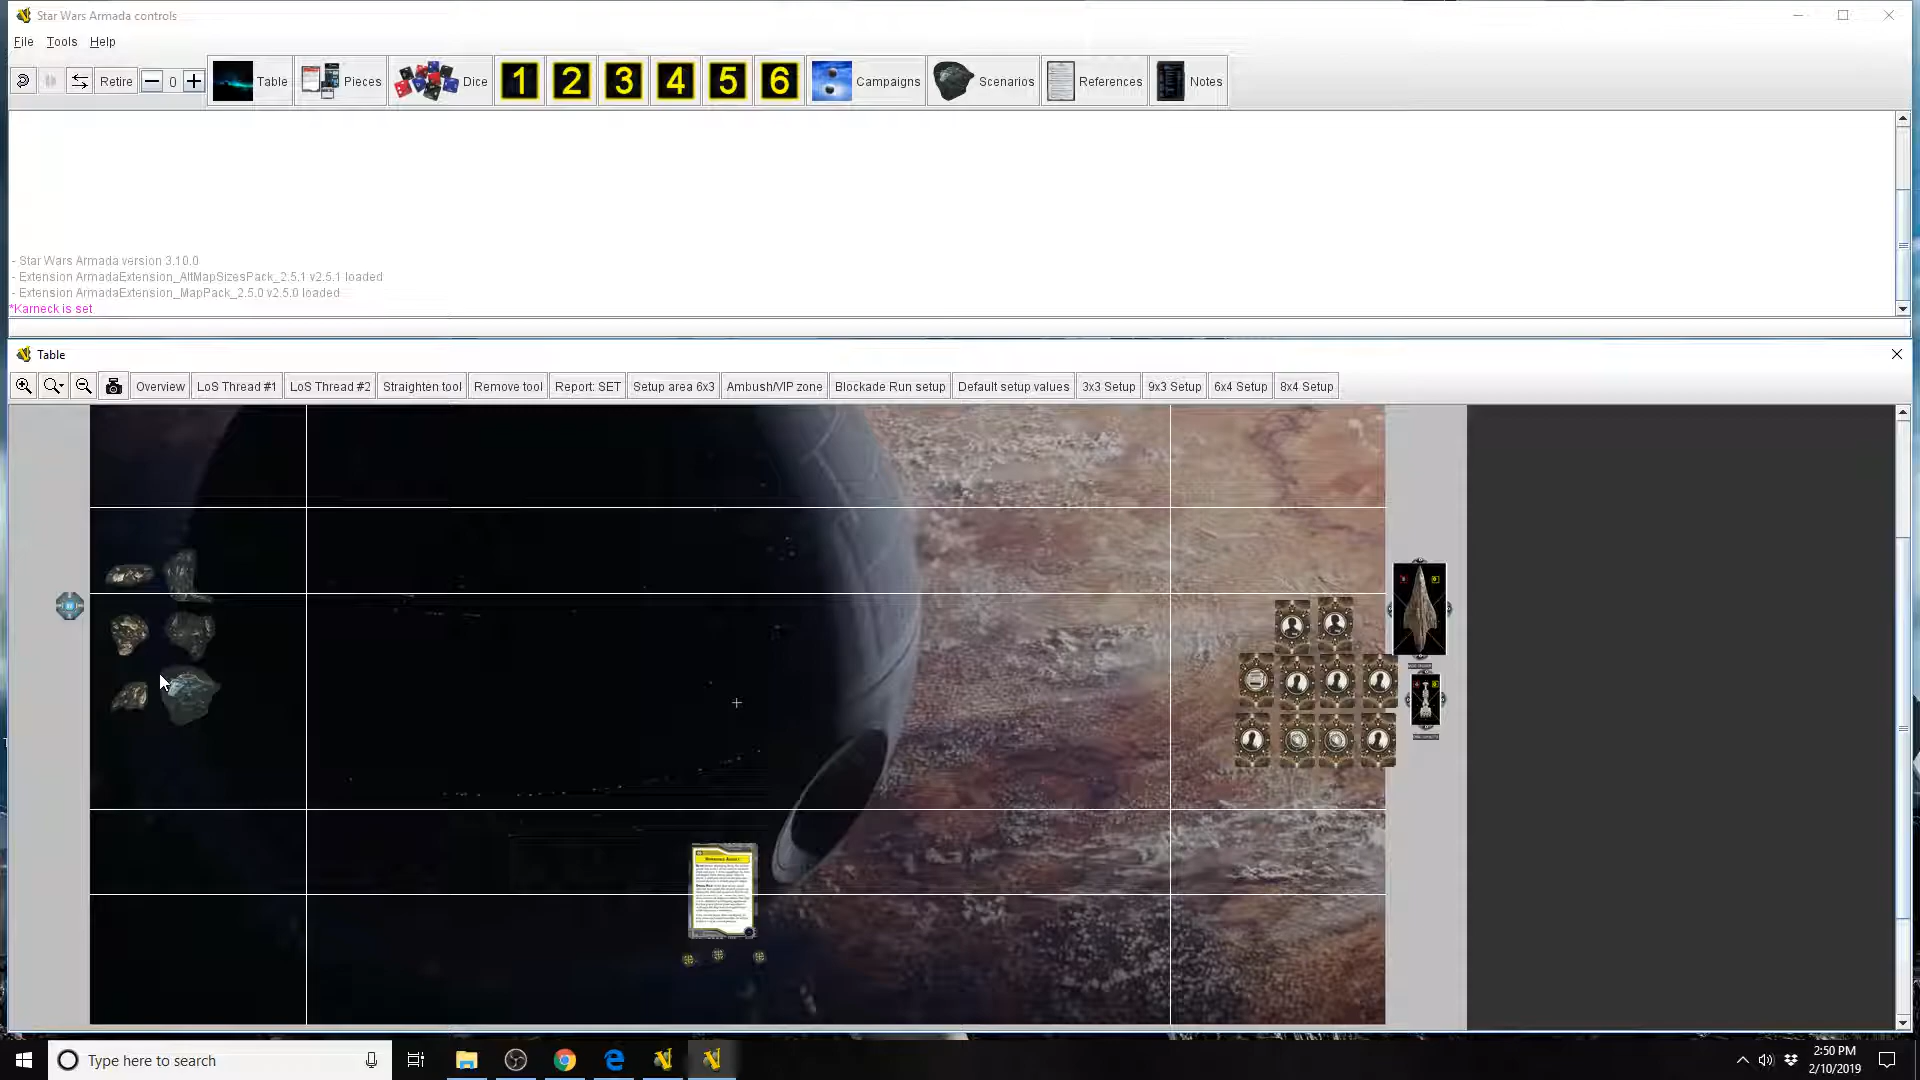 Star Wars Armada controls
File Tools Help
Retire 0 Table Pieces Dice 1 2 3 4 5 6 Campaigns Scenarios References Notes
- Star Wars Armada version 3.10.0
- Extension ArmadaExtension_AltMapSizesPack_2.5.1 v2.5.1 loaded
- Extension ArmadaExtension_MapPack_2.5.0 v2.5.0 loaded
*Karneck is set
Table
Overview LoS Thread #1 LoS Thread #2 Straighten tool Remove tool Report: SET Setup area 6x3 Ambush/VIP zone Blockade Run setup Default setup values 3x3 Setup 9x3 Setup 6x4 Setup 8x4 Setup
Type here to search
2:50 PM
2/10/2019